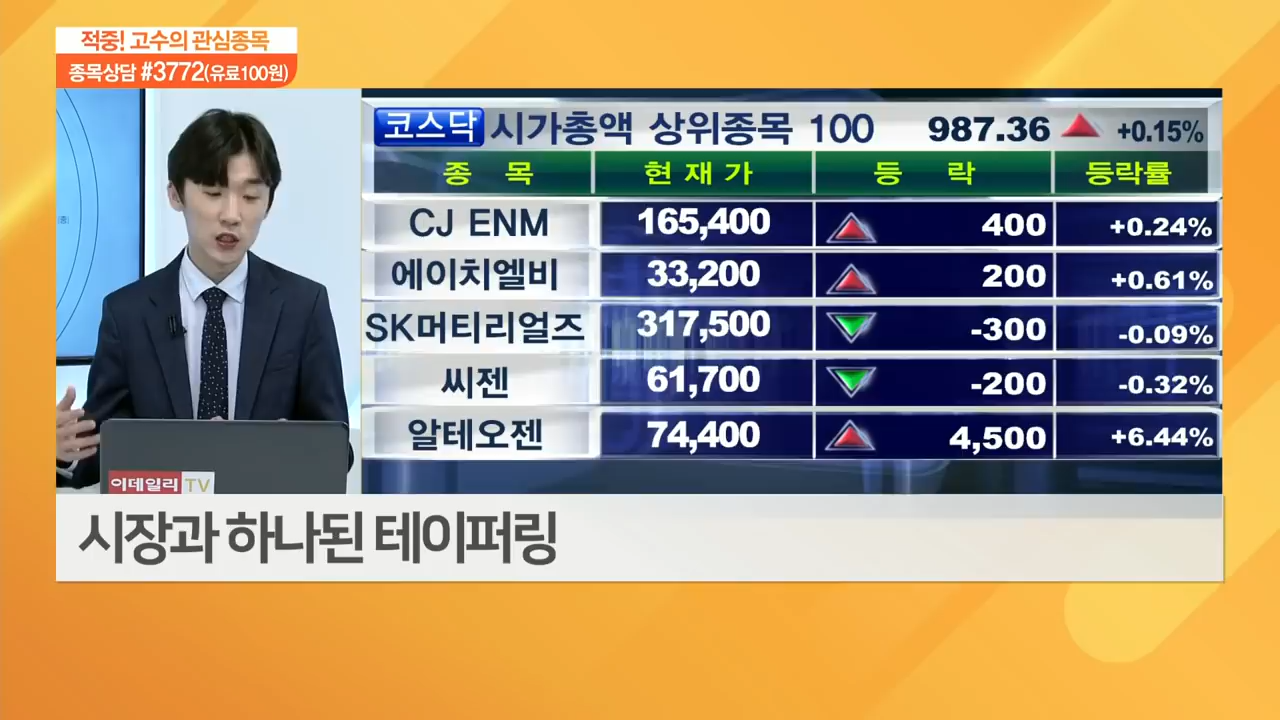 적중! 고수의 관심종목
종목상담 #3772(유료100원)
코스닥 시가총액 상위종목 100 987.36 +0.15%
종 목 현 재 가 등 락 등락률
CJ ENM 165,400 400 +0.24%
에이치엘비 33,200 200 +0.61%
SK머티리얼즈 317,500 -300 -0.09%
씨젠 61,700 -200 -0.32%
알테오젠 74,400 4,500 +6.44%
이데일리 TV
시장과 하나된 테이퍼링